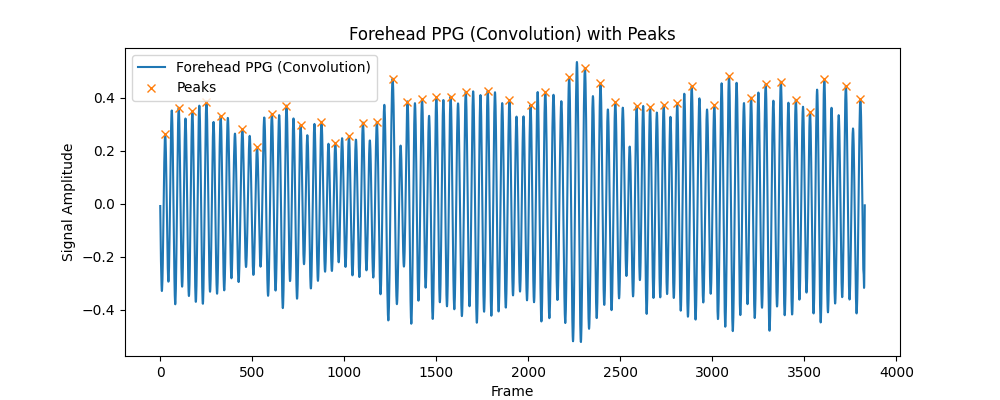 Forehead PPG (Convolution) with Peaks
Forehead PPG (Convolution)
Peaks
Signal Amplitude
0.4
0.2
0.0
−0.2
−0.4
0 500 1000 1500 2000 2500 3000 3500 4000
Frame